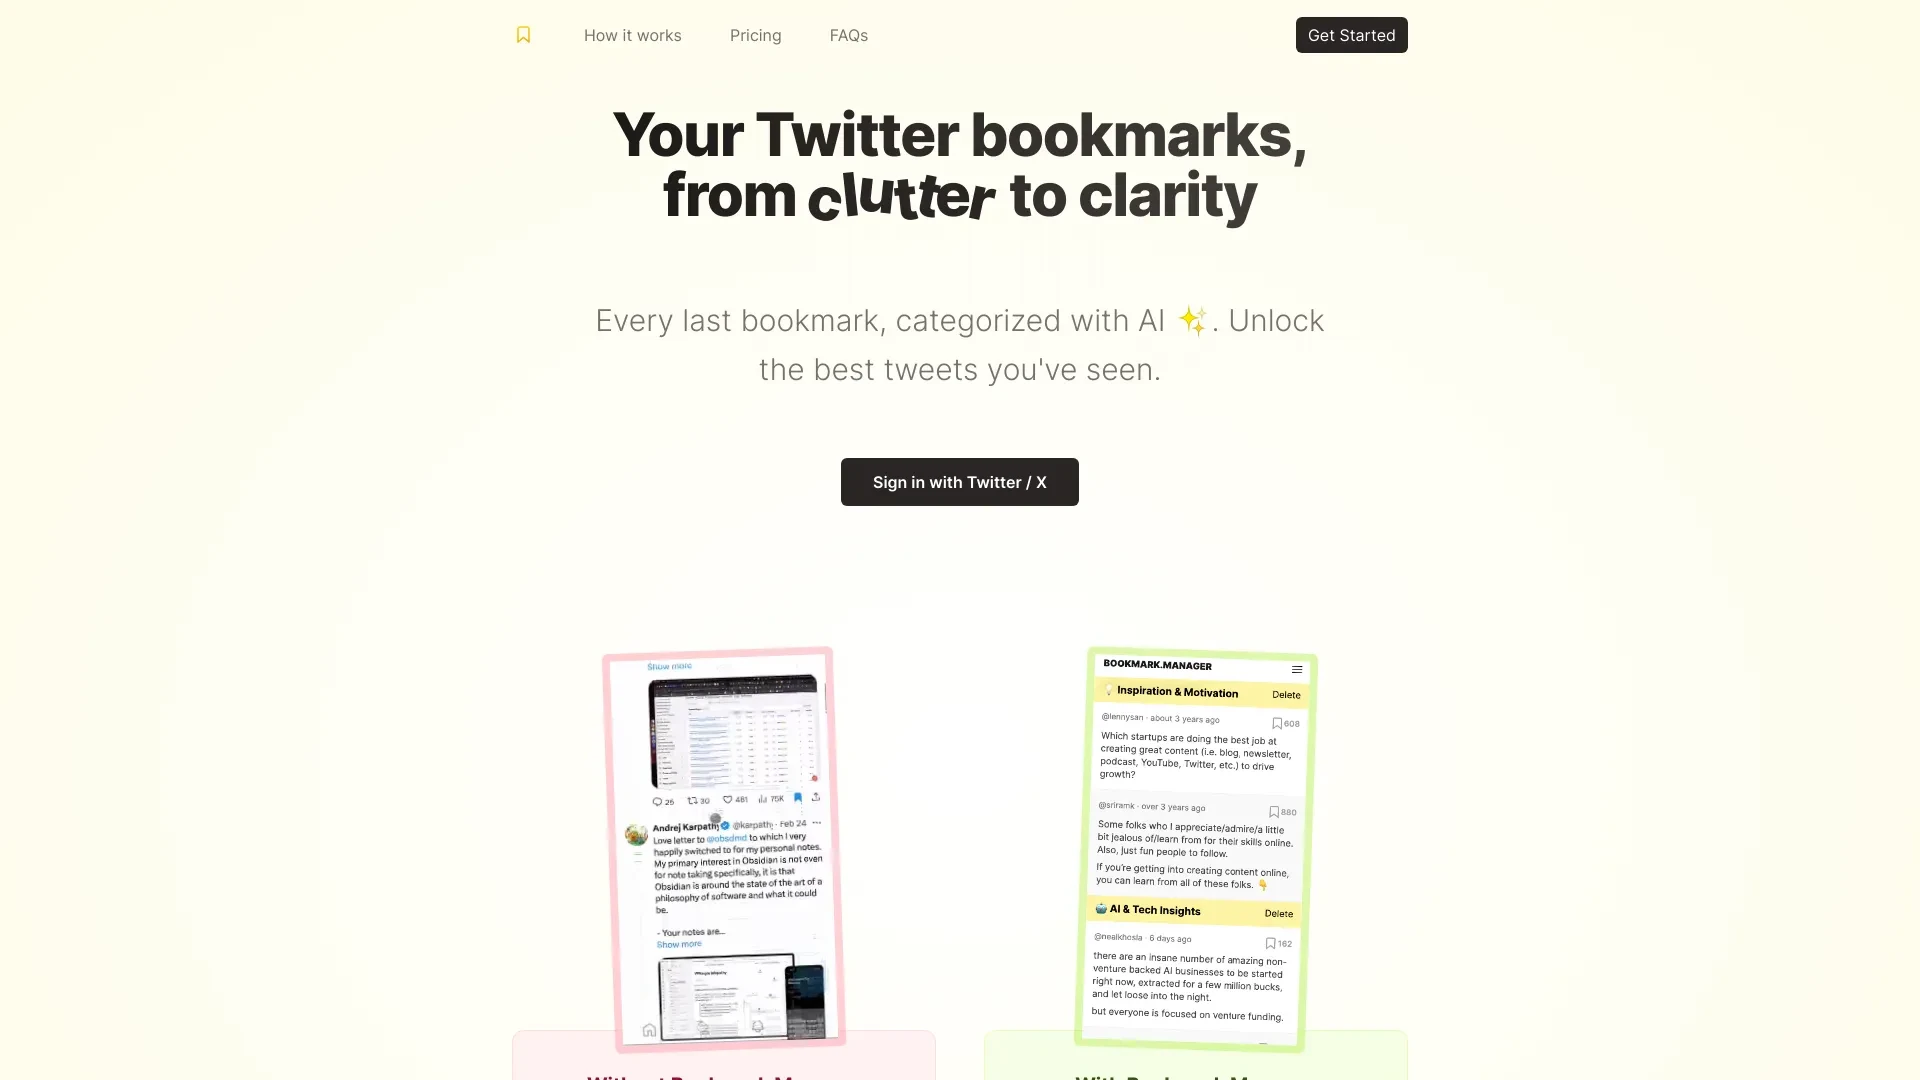 How it works
Pricing
FAQs
Get Started
Your Twitter bookmarks,
from clutter to clarity
Every last bookmark, categorized with AI ✨. Unlock
the best tweets you've seen.
Sign in with Twitter / X
Show more
25
30
481
75K
Andrej Karpathy @karpathy · Feb 24 ···
Love letter to @obsdmd to which I very
happily switched to for my personal notes.
My primary interest in Obsidian is not even
for note taking specifically, it is that
Obsidian is around the state of the art of a
philosophy of software and what it could
be.
- Your notes are...
Show more
BOOKMARK.MANAGER
💡 Inspiration & Motivation
Delete
@lennysan · about 3 years ago
608
Which startups are doing the best job at
creating great content (i.e. blog, newsletter,
podcast, YouTube, Twitter, etc.) to drive
growth?
@sriramk · over 3 years ago
880
Some folks who I appreciate/admire/a little
bit jealous of/learn from for their skills online.
Also, just fun people to follow.
If you're getting into creating content online,
you can learn from all of these folks. 👇
🤖 AI & Tech Insights
Delete
@nealkhosla · 6 days ago
162
there are an insane number of amazing non-
venture backed AI businesses to be started
right now, extracted for a few million bucks,
and let loose into the night.
but everyone is focused on venture funding.